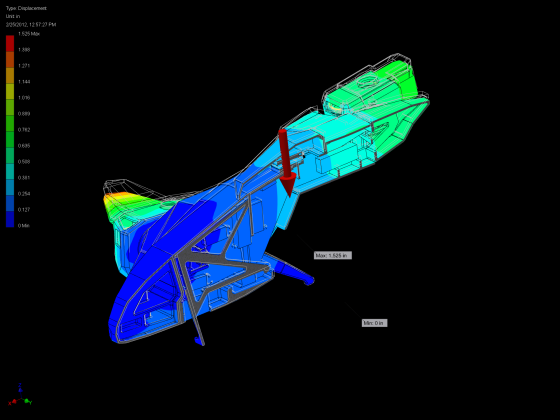 Type: Displacement
Unit: in
2/25/2012, 12:57:27 PM
1.525 Max
1.398
1.271
1.144
1.016
0.889
0.762
0.635
0.508
0.381
0.254
0.127
0 Min
Max: 1.525 in
Min: 0 in